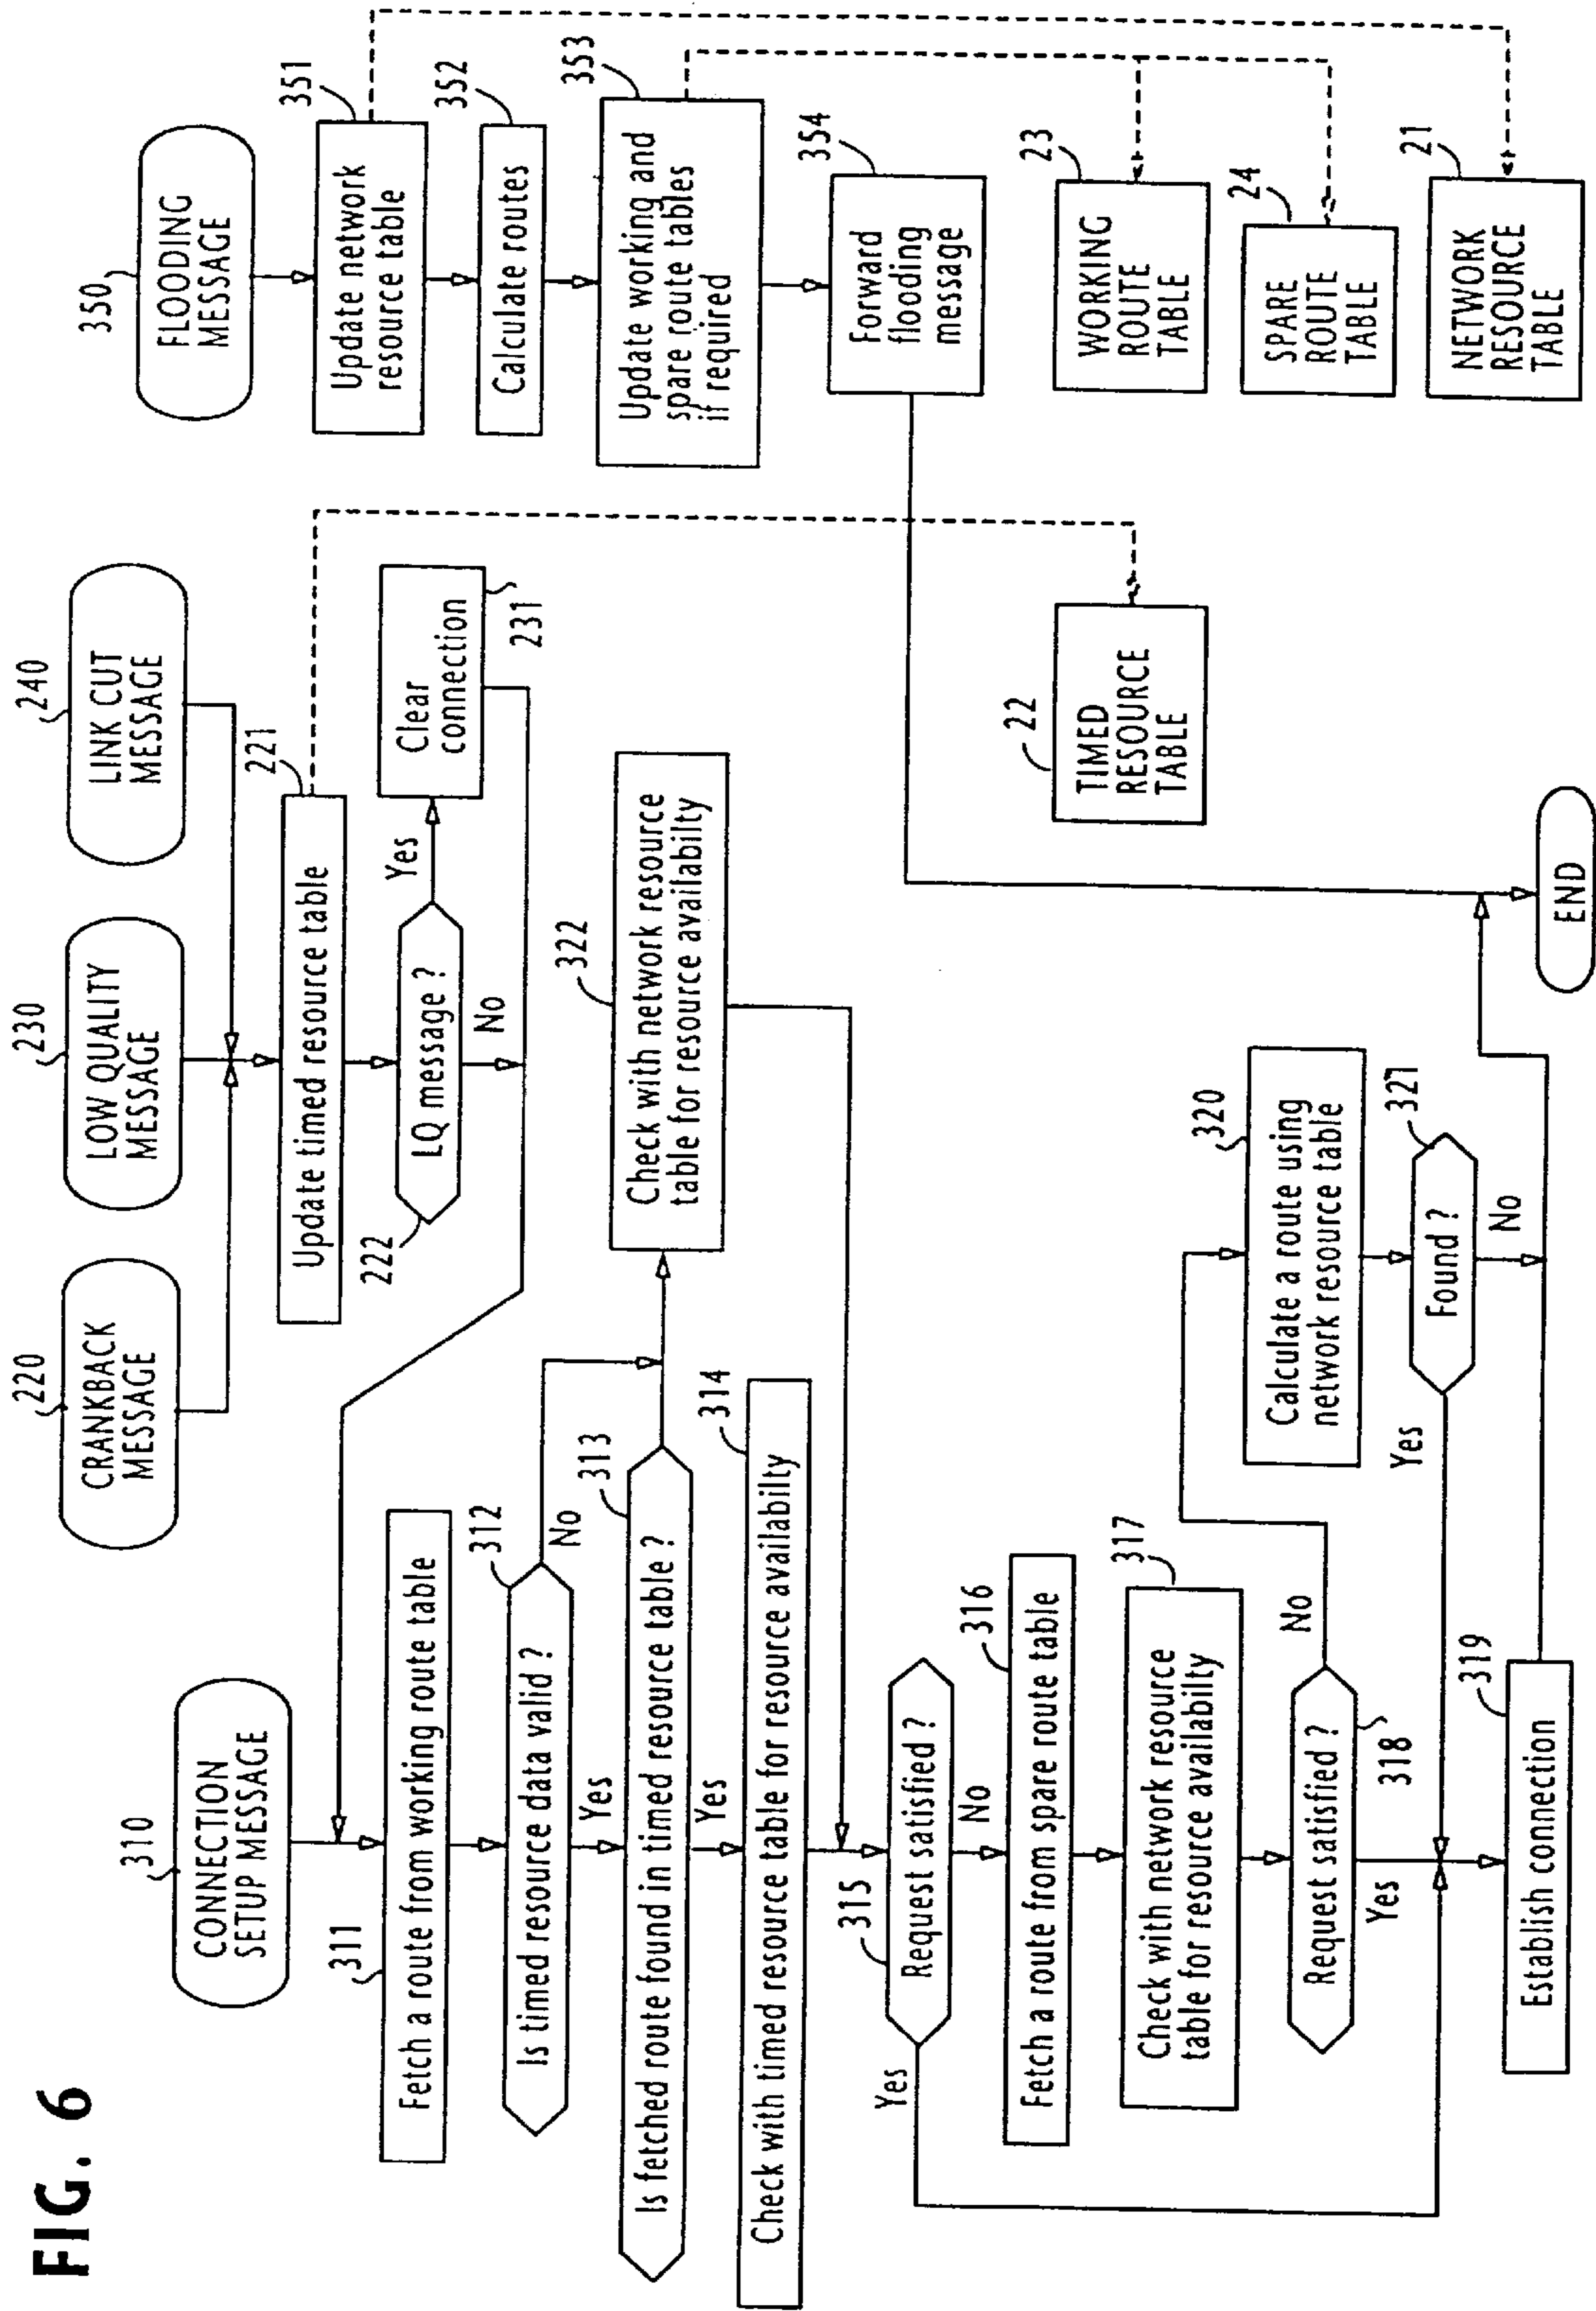 FIG. 6
220
CRANKBACK
MESSAGE
230
LOW QUALITY
MESSAGE
240
LINK CUT
MESSAGE
350
FLOODING
MESSAGE
310
CONNECTION
SETUP MESSAGE
221
Update timed resource table
222
LQ message ?
Yes
No
Clear
connection
231
351
Update network
resource table
352
Calculate routes
353
Update working and
spare route tables
if required
354
Forward
flooding
message
311
Fetch a route from working route table
312
Is timed resource data valid ?
No
Yes
313
Is fetched route found in timed resource table ?
Yes
322
Check with network resource
table for resource availabilty
314
Check with timed resource table for resource availabilty
315
Request satisfied ?
Yes
No
316
Fetch a route from spare route table
317
Check with network resource
table for resource availabilty
Request satisfied ?
318
No
Yes
320
Calculate a route using
network resource table
321
Found ?
Yes
No
319
Establish connection
END
22
TIMED
RESOURCE
TABLE
23
WORKING
ROUTE
TABLE
24
SPARE
ROUTE
TABLE
21
NETWORK
RESOURCE
TABLE